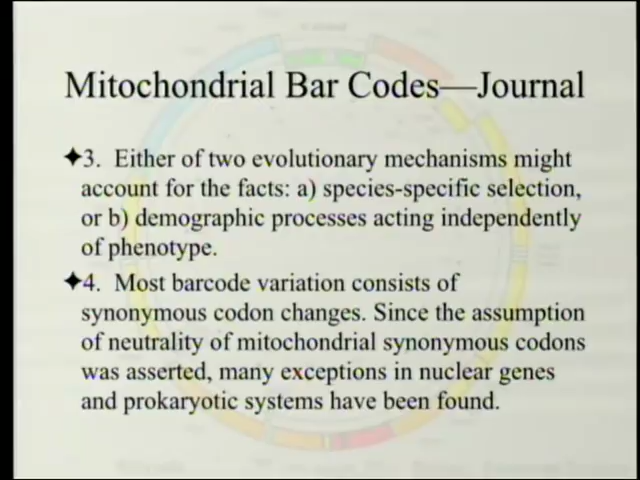 Mitochondrial Bar Codes—Journal
✦3. Either of two evolutionary mechanisms might
account for the facts: a) species-specific selection,
or b) demographic processes acting independently
of phenotype.
✦4. Most barcode variation consists of
synonymous codon changes. Since the assumption
of neutrality of mitochondrial synonymous codons
was asserted, many exceptions in nuclear genes
and prokaryotic systems have been found.